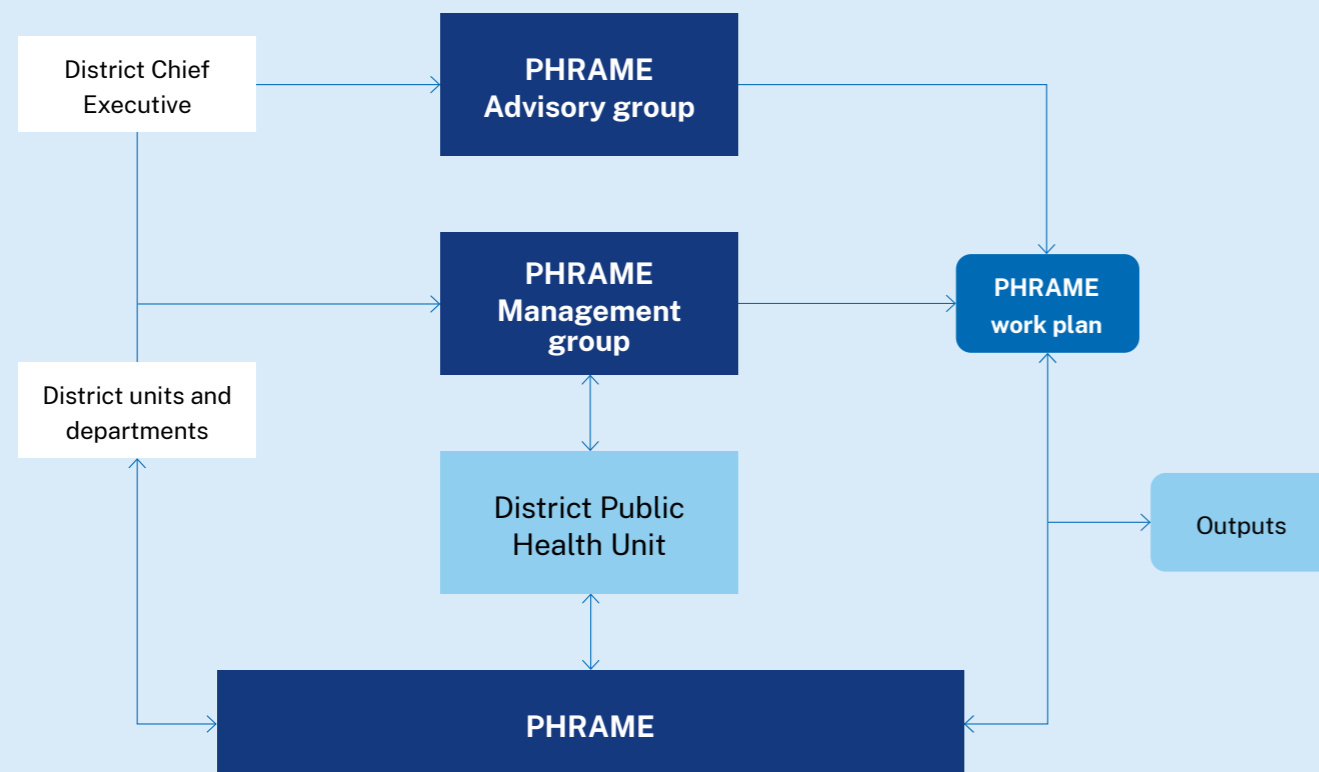 District Chief
Executive
PHRAME
Advisory group
PHRAME
Management
group
PHRAME
work plan
District units and
departments
District Public
Health Unit
Outputs
PHRAME